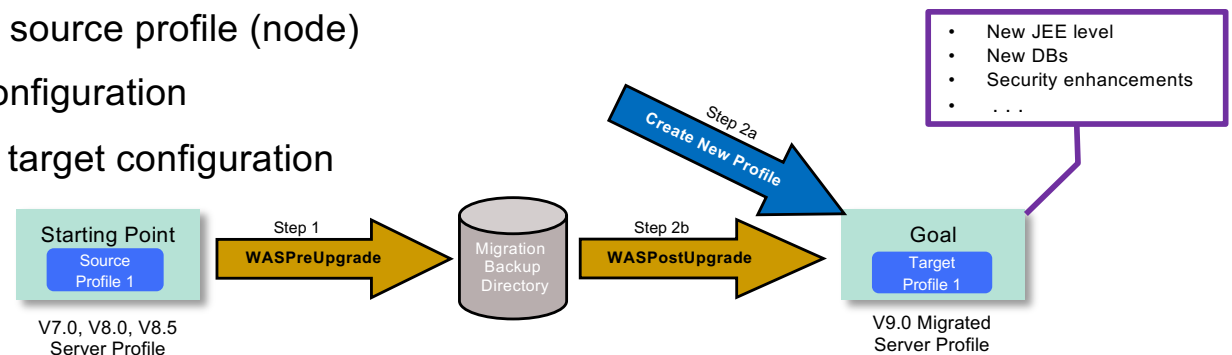 source profile (node)
onfiguration
target configuration
• New JEE level
• New DBs
• Security enhancements
• . . .
Step 2a
Create New Profile
Starting Point
Source
Profile 1
V7.0, V8.0, V8.5
Server Profile
Step 1
WASPreUpgrade
Migration
Backup
Directory
Step 2b
WASPostUpgrade
Goal
Target
Profile 1
V9.0 Migrated
Server Profile